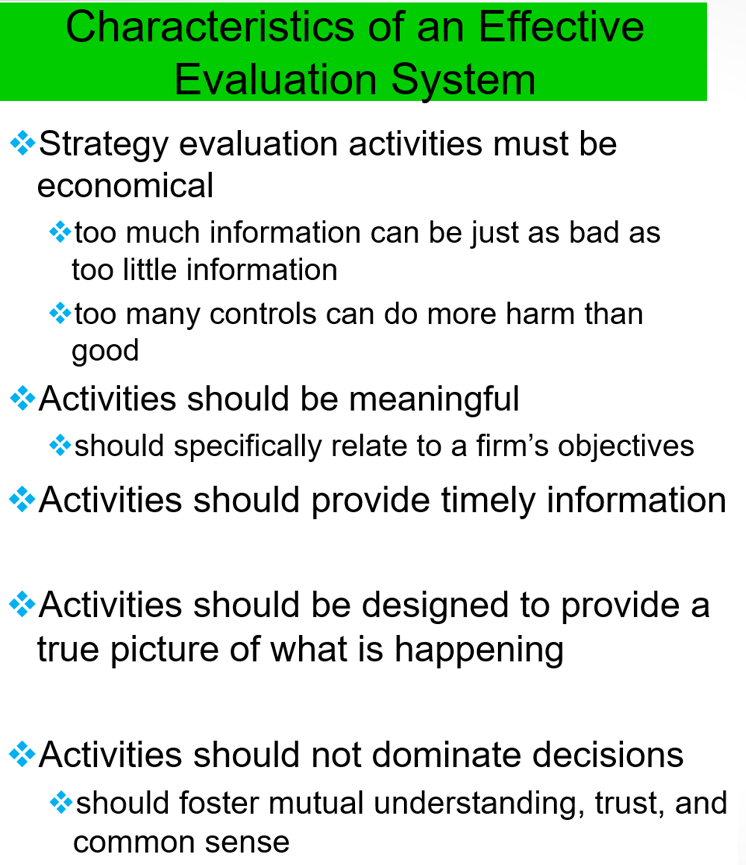 Characteristics of an Effective
Evaluation System
❖Strategy evaluation activities must be
economical
❖too much information can be just as bad as
too little information
❖too many controls can do more harm than
good
❖Activities should be meaningful
❖should specifically relate to a firm’s objectives
❖Activities should provide timely information
❖Activities should be designed to provide a
true picture of what is happening
❖Activities should not dominate decisions
❖should foster mutual understanding, trust, and
common sense